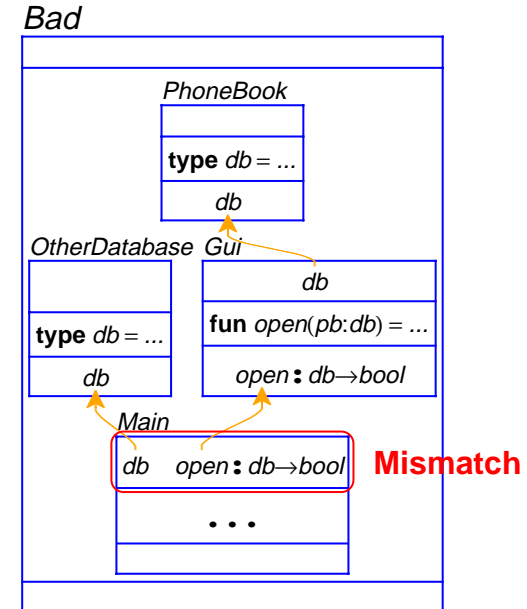 Bad
PhoneBook
type db = ...
db
OtherDatabase Gui
db
type db = ...
fun open(pb:db) = ...
db
open : db→bool
Main
db open : db→bool
Mismatch
...